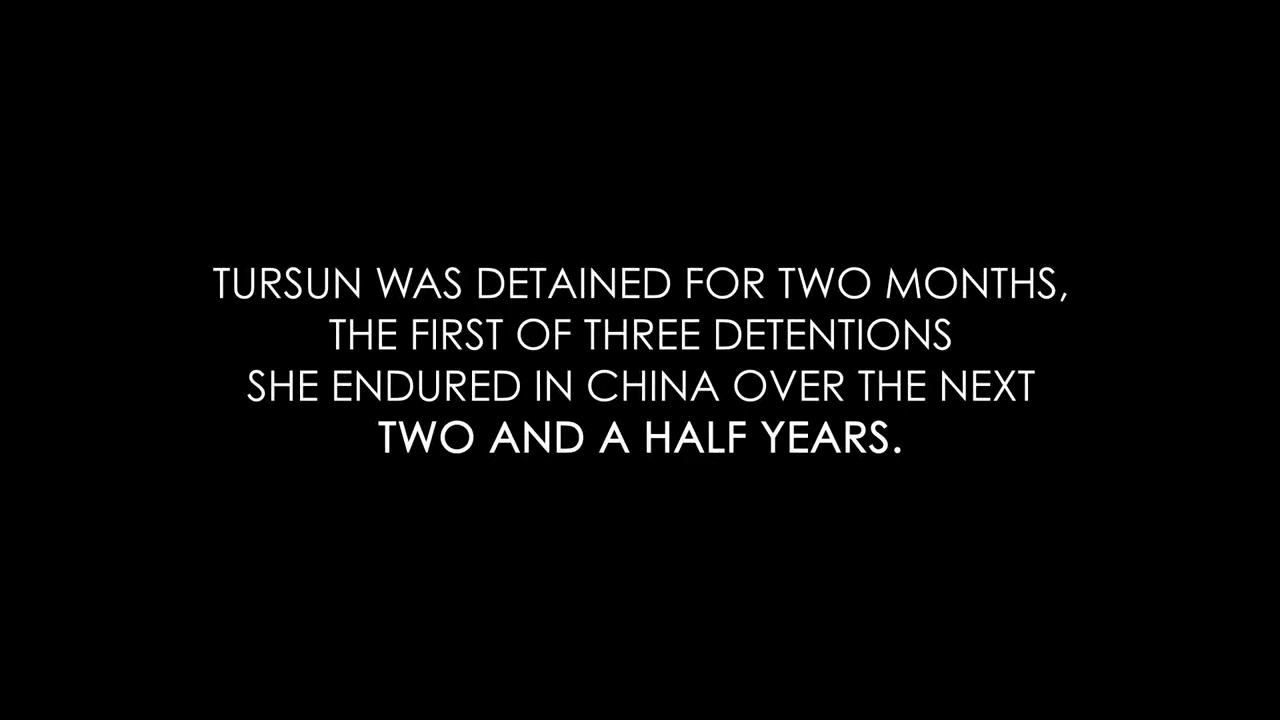 TURSUN WAS DETAINED FOR TWO MONTHS,
THE FIRST OF THREE DETENTIONS
SHE ENDURED IN CHINA OVER THE NEXT
TWO AND A HALF YEARS.